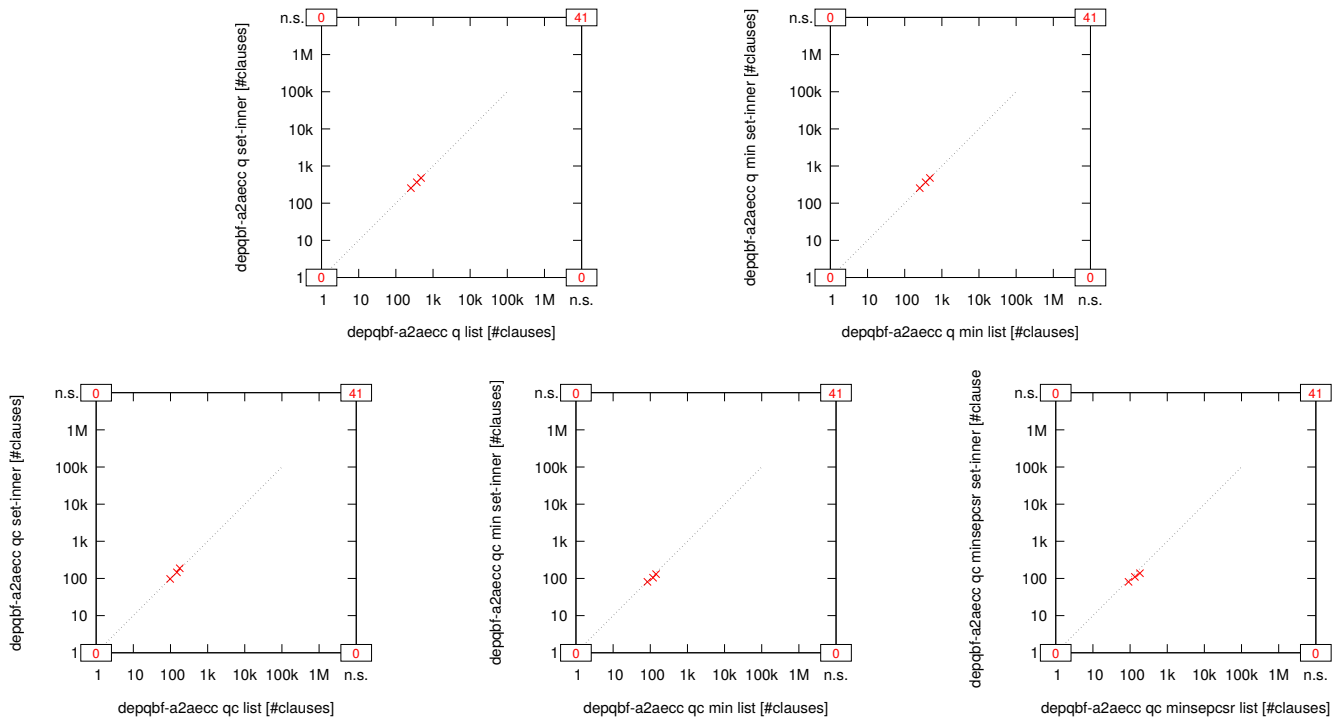 n.s. 0 41
1M
100k
10k
1k
100
10
1 0 0
1 10 100 1k 10k 100k 1M n.s.
depqbf-a2aecc q set-inner [#clauses]
depqbf-a2aecc q list [#clauses]
n.s. 0 41
1M
100k
10k
1k
100
10
1 0 0
1 10 100 1k 10k 100k 1M n.s.
depqbf-a2aecc q min set-inner [#clauses]
depqbf-a2aecc q min list [#clauses]
n.s. 0 41
1M
100k
10k
1k
100
10
1 0 0
1 10 100 1k 10k 100k 1M n.s.
depqbf-a2aecc qc set-inner [#clauses]
depqbf-a2aecc qc list [#clauses]
n.s. 0 41
1M
100k
10k
1k
100
10
1 0 0
1 10 100 1k 10k 100k 1M n.s.
depqbf-a2aecc qc min set-inner [#clauses]
depqbf-a2aecc qc min list [#clauses]
n.s. 0 41
1M
100k
10k
1k
100
10
1 0 0
1 10 100 1k 10k 100k 1M n.s.
depqbf-a2aecc qc minsepcsr set-inner [#clause
depqbf-a2aecc qc minsepcsr list [#clauses]